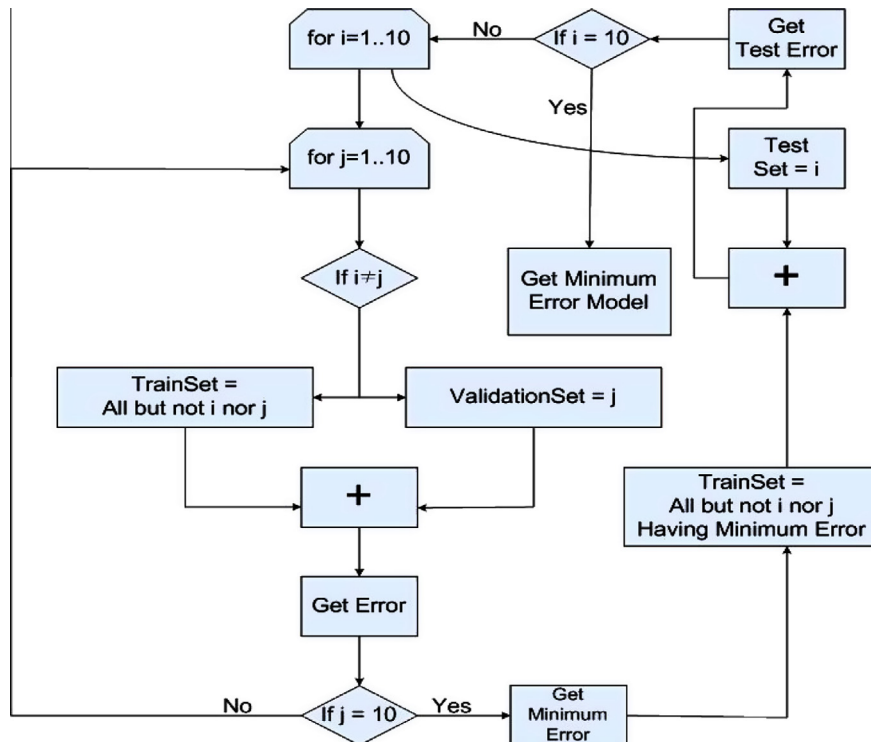 for i=1..10
No
If i = 10
Get
Test Error
Yes
for j=1..10
Test
Set = i
If i≠j
Get Minimum
Error Model
+
TrainSet =
All but not i nor j
ValidationSet = j
+
TrainSet =
All but not i nor j
Having Minimum Error
Get Error
No
If j = 10
Yes
Get
Minimum
Error